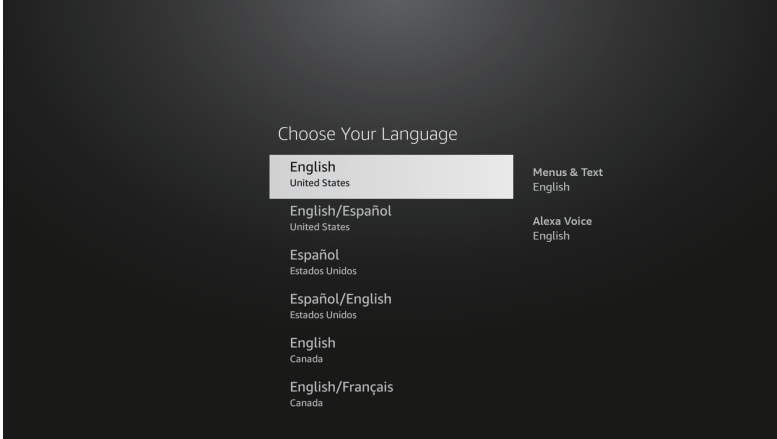 Choose Your Language
English
United States
English/Español
United States
Español
Estados Unidos
Español/English
Estados Unidos
English
Canada
English/Français
Canada
Menus & Text
English
Alexa Voice
English